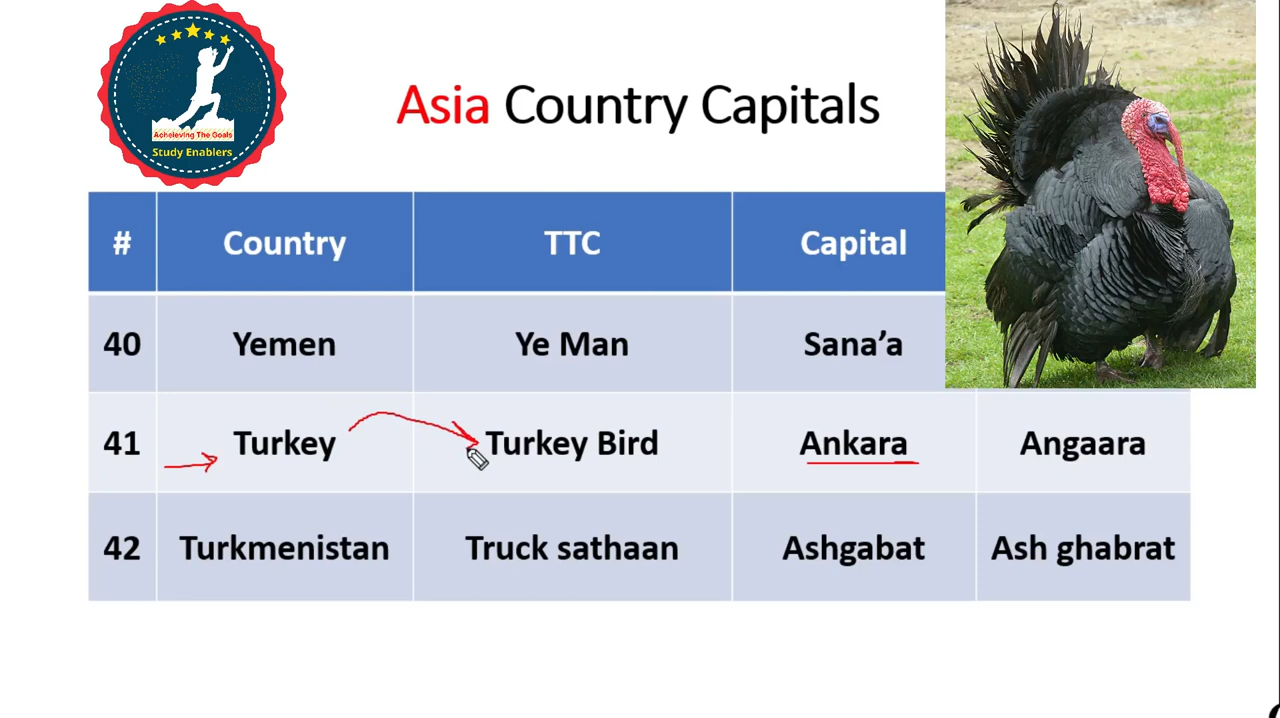 Acheleving The Goals
Study Enablers
Asia Country Capitals
# Country TTC Capital
40 Yemen Ye Man Sana’a
41 Turkey Turkey Bird Ankara Angaara
42 Turkmenistan Truck sathaan Ashgabat Ash ghabrat